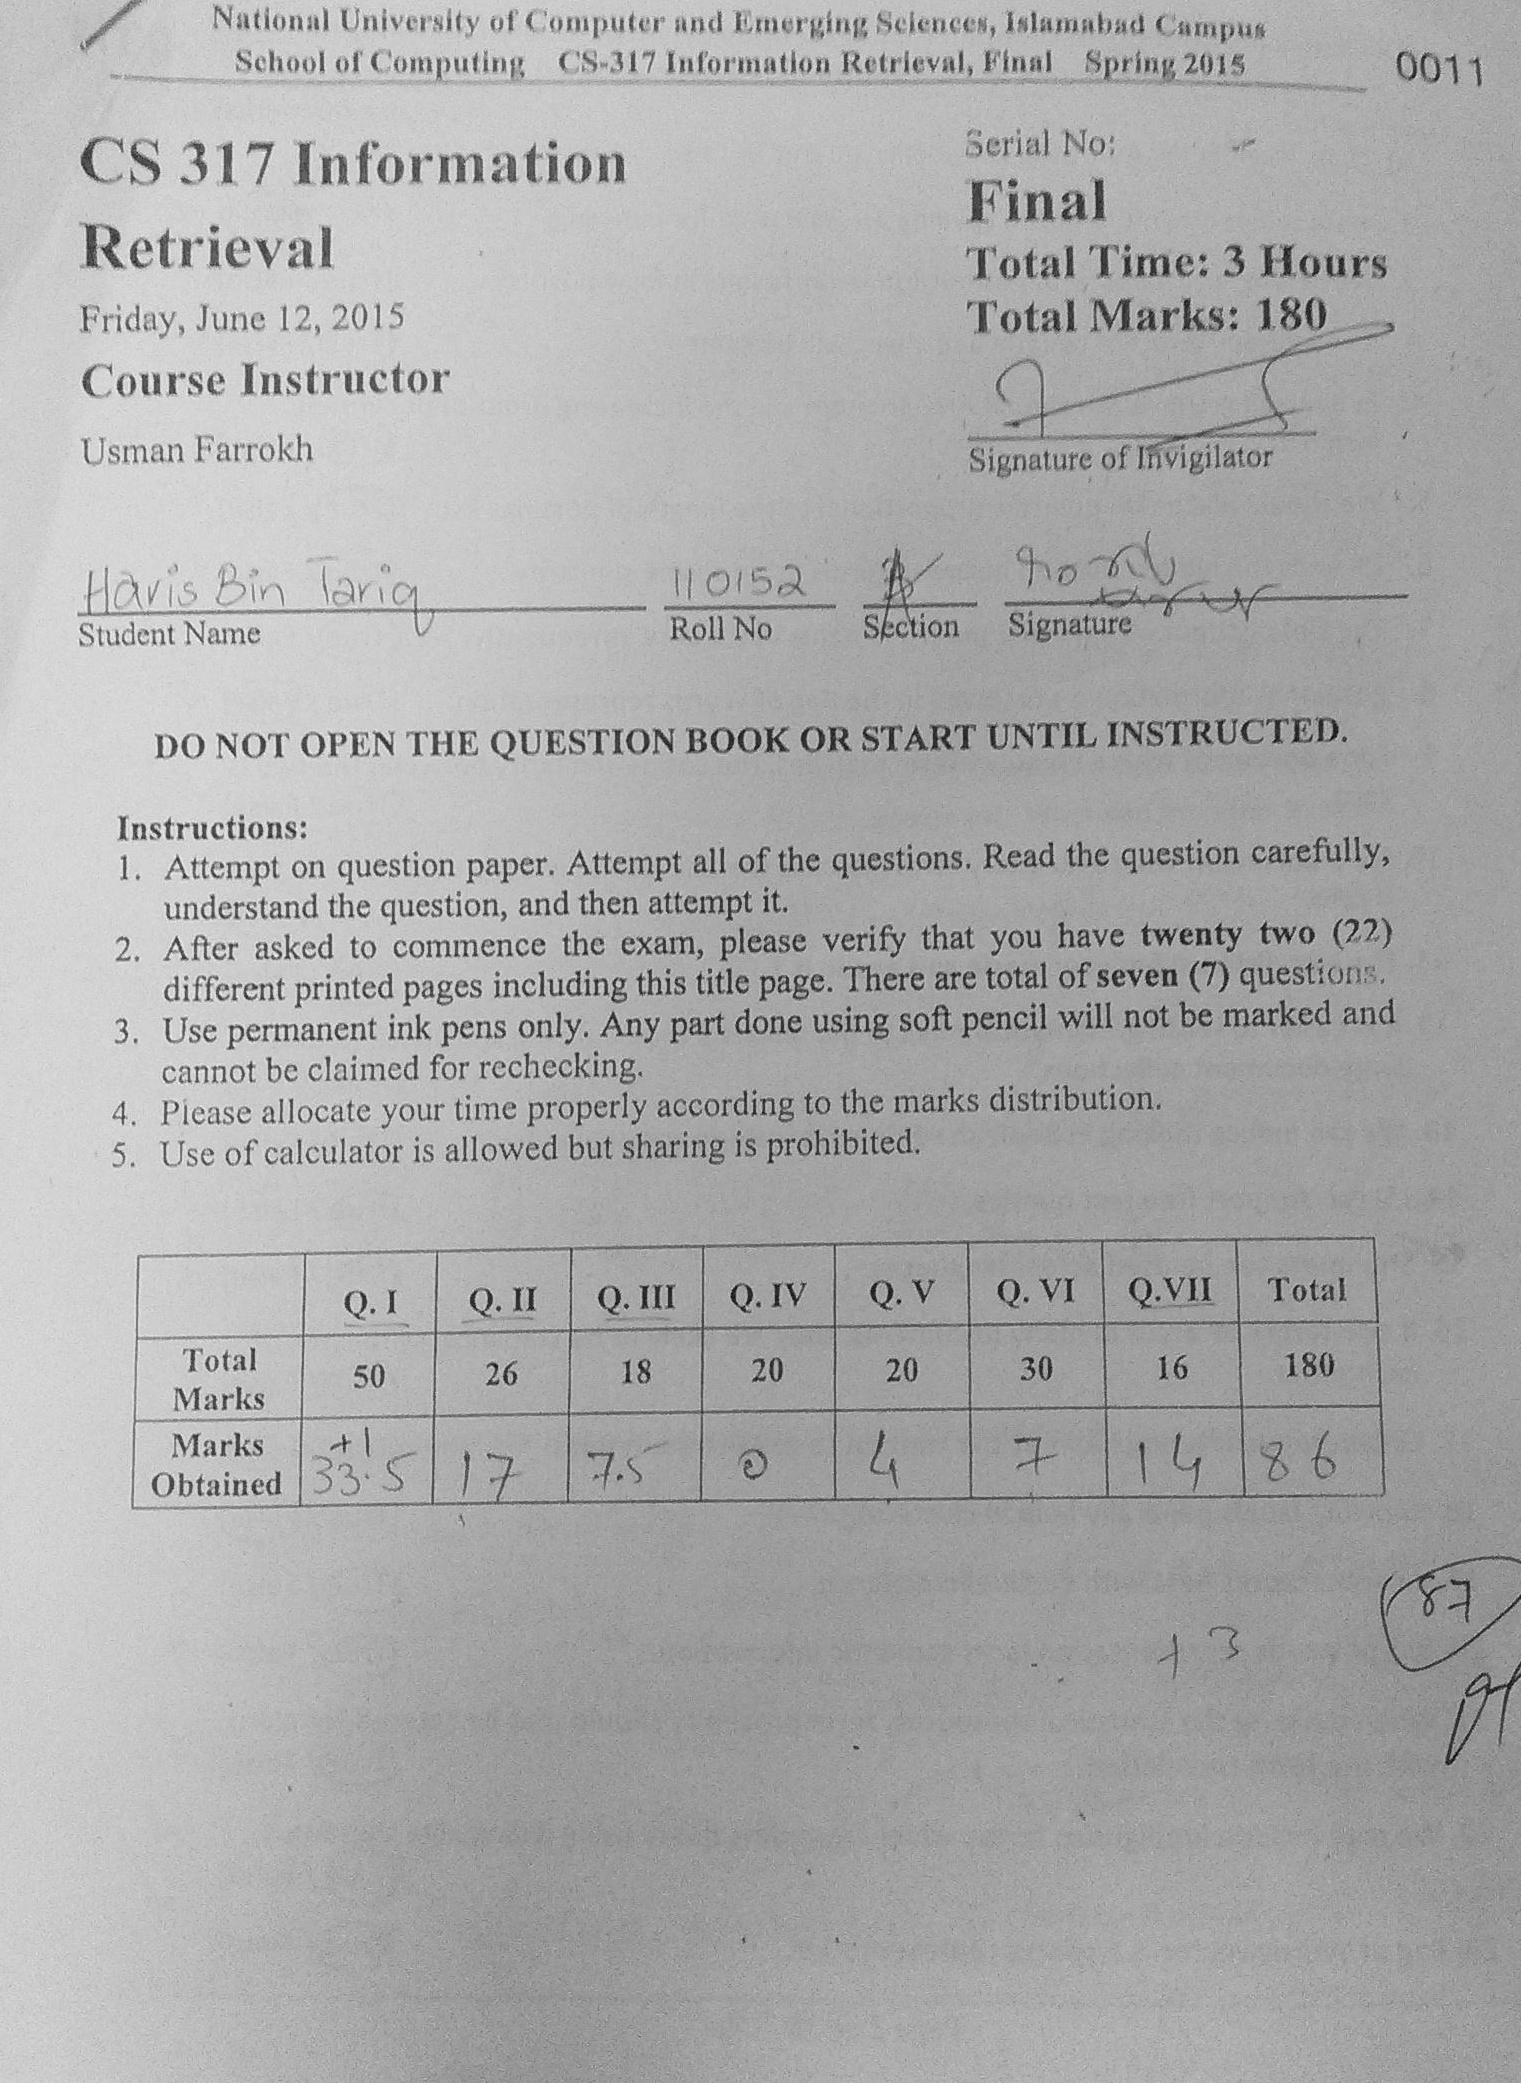 National University of Computer and Emerging Sciences, Islamabad Campus
School of Computing CS-317 Information Retrieval, Final Spring 2015
0011
CS 317 Information
Retrieval
Friday, June 12, 2015
Course Instructor
Usman Farrokh
Serial No:
Final
Total Time: 3 Hours
Total Marks: 180
Signature of Invigilator
Haris Bin Tariq 110152
Student Name Roll No Section Signature
DO NOT OPEN THE QUESTION BOOK OR START UNTIL INSTRUCTED.
Instructions:
1. Attempt on question paper. Attempt all of the questions. Read the question carefully,
understand the question, and then attempt it.
2. After asked to commence the exam, please verify that you have twenty two (22)
different printed pages including this title page. There are total of seven (7) questions.
3. Use permanent ink pens only. Any part done using soft pencil will not be marked and
cannot be claimed for rechecking.
4. Please allocate your time properly according to the marks distribution.
5. Use of calculator is allowed but sharing is prohibited.
Q. I Q. II Q. III Q. IV Q. V Q. VI Q.VII Total
Total Marks 50 26 18 20 20 30 16 180
Marks Obtained +1 33.5 17 7.5 0 4 7 14 86
87
+3